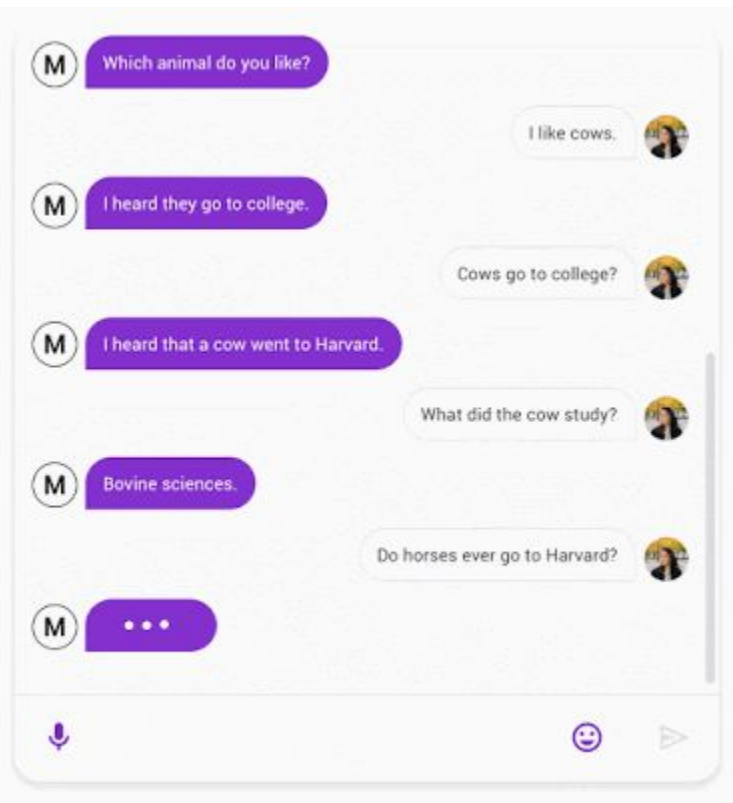 M Which animal do you like?
I like cows.
M I heard they go to college.
Cows go to college?
M I heard that a cow went to Harvard.
What did the cow study?
M Bovine sciences.
Do horses ever go to Harvard?
M •••